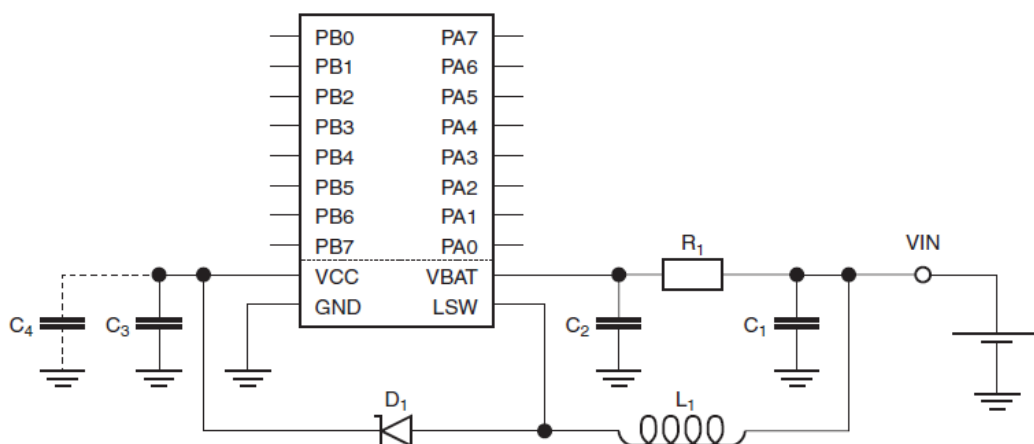 PB0 PA7
PB1 PA6
PB2 PA5
PB3 PA4
PB4 PA3
PB5 PA2
PB6 PA1
PB7 PA0
R₁
VIN
VCC VBAT
GND LSW
C₄
C₃
C₂
C₁
D₁
L₁